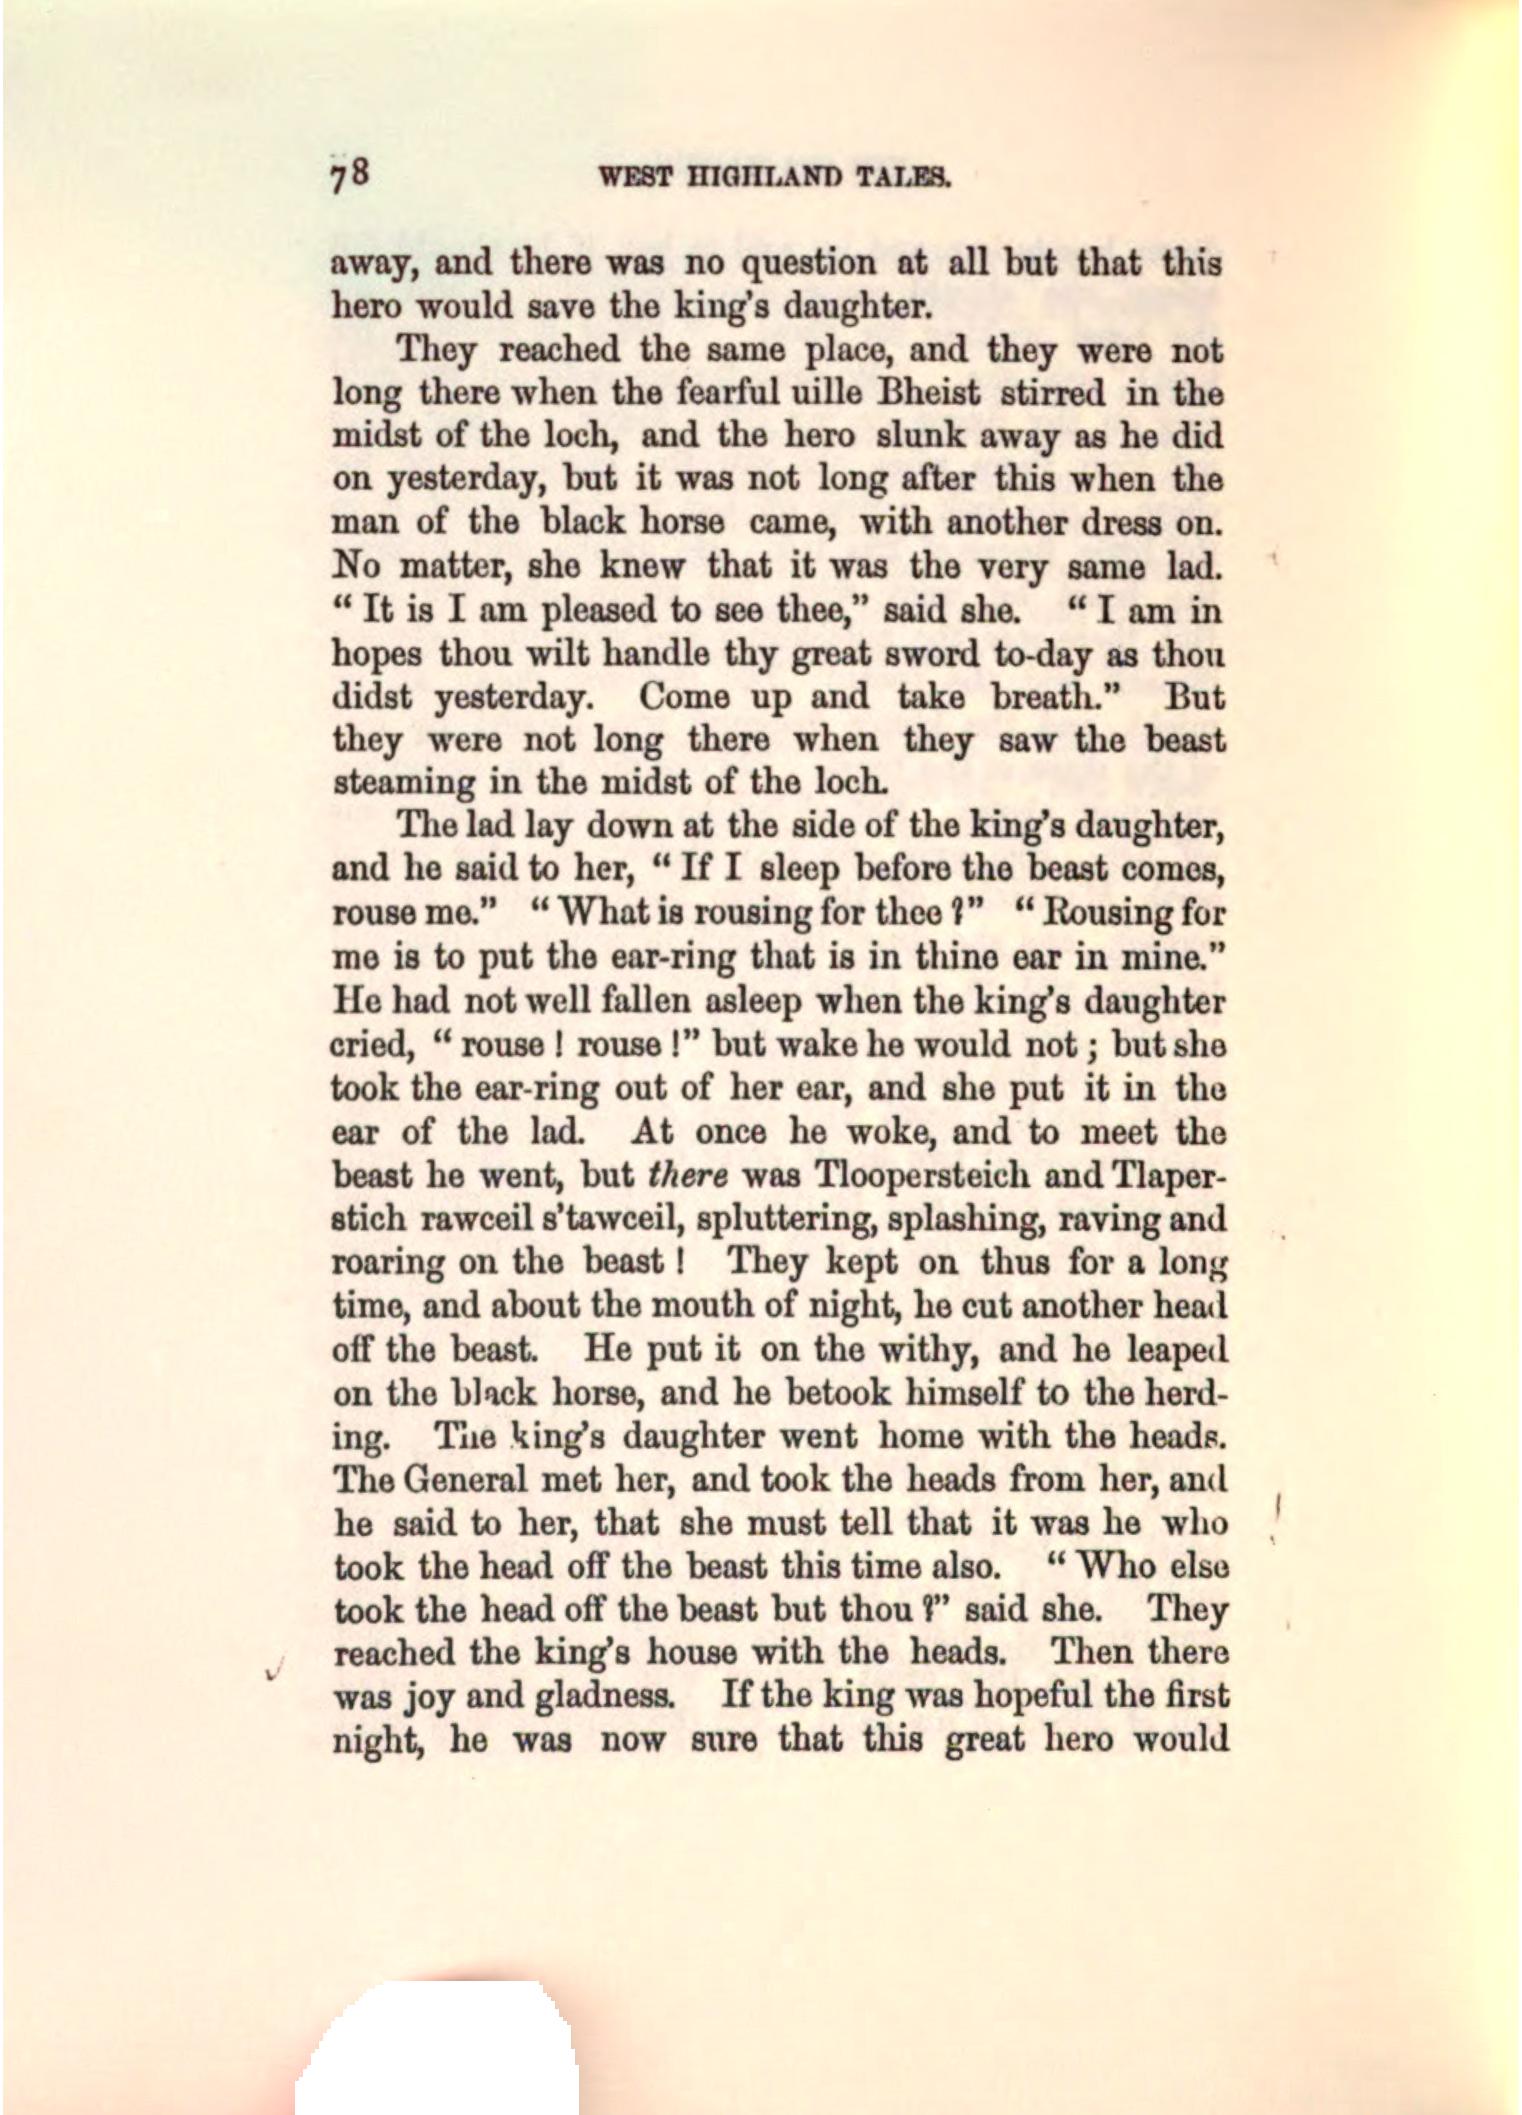 78 WEST HIGHLAND TALES.
away, and there was no question at all but that this
hero would save the king's daughter.
They reached the same place, and they were not
long there when the fearful uille Bheist stirred in the
midst of the loch, and the hero slunk away as he did
on yesterday, but it was not long after this when the
man of the black horse came, with another dress on.
No matter, she knew that it was the very same lad.
“ It is I am pleased to see thee,” said she. “ I am in
hopes thou wilt handle thy great sword to-day as thou
didst yesterday. Come up and take breath.” But
they were not long there when they saw the beast
steaming in the midst of the loch.
The lad lay down at the side of the king's daughter,
and he said to her, “ If I sleep before the beast comes,
rouse me.” “ What is rousing for thee ?” “ Rousing for
me is to put the ear-ring that is in thine ear in mine.”
He had not well fallen asleep when the king's daughter
cried, “ rouse ! rouse !” but wake he would not ; but she
took the ear-ring out of her ear, and she put it in the
ear of the lad. At once he woke, and to meet the
beast he went, but there was Tloopersteich and Tlaper-
stich rawceil s'tawceil, spluttering, splashing, raving and
roaring on the beast ! They kept on thus for a long
time, and about the mouth of night, he cut another head
off the beast. He put it on the withy, and he leaped
on the black horse, and he betook himself to the herd-
ing. The king's daughter went home with the heads.
The General met her, and took the heads from her, and
he said to her, that she must tell that it was he who
took the head off the beast this time also. “ Who else
took the head off the beast but thou ?” said she. They
reached the king's house with the heads. Then there
was joy and gladness. If the king was hopeful the first
night, he was now sure that this great hero would